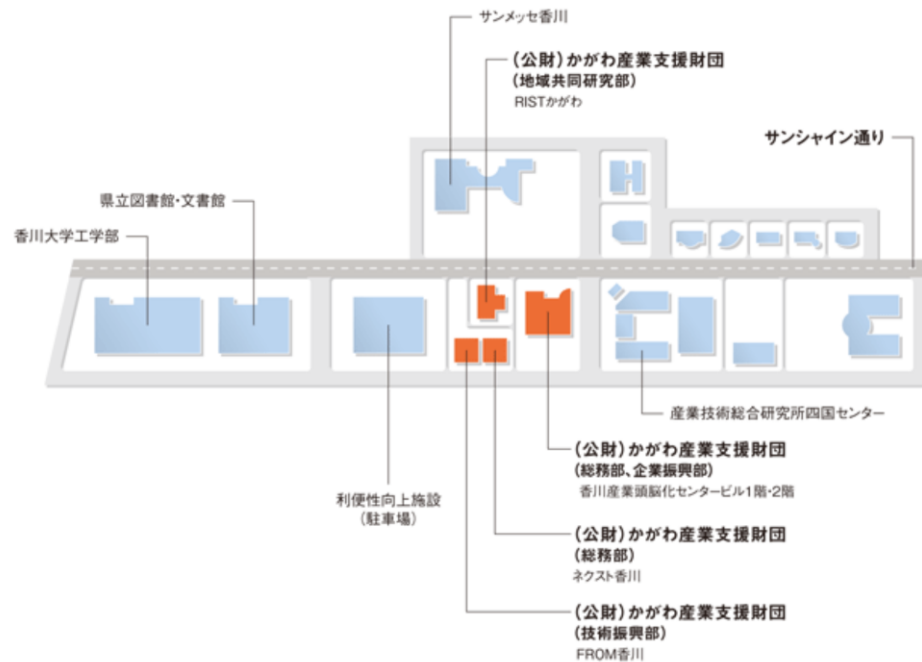 サンメッセ香川
(公財)かがわ産業支援財団
(地域共同研究部)
RISTかがわ
サンシャイン通り
県立図書館・文書館
香川大学工学部
産業技術総合研究所四国センター
(公財)かがわ産業支援財団
(総務部、企業振興部)
香川産業頭脳化センタービル1階・2階
利便性向上施設
(駐車場)
(公財)かがわ産業支援財団
(総務部)
ネクスト香川
(公財)かがわ産業支援財団
(技術振興部)
FROM香川